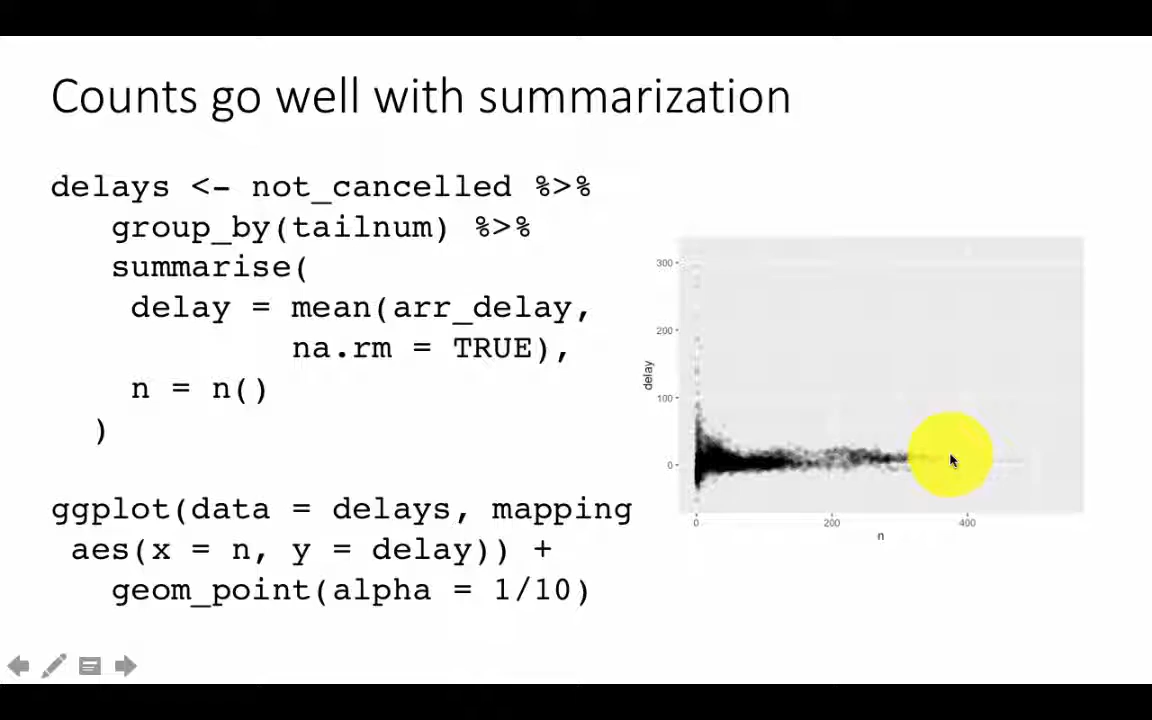 Counts go well with summarization
delays <- not_cancelled %>%
group_by(tailnum) %>%
summarise(
delay = mean(arr_delay,
na.rm = TRUE),
n = n()
)
ggplot(data = delays, mapping
aes(x = n, y = delay)) +
geom_point(alpha = 1/10)
300
200
100
0
delay
0 200 400
n